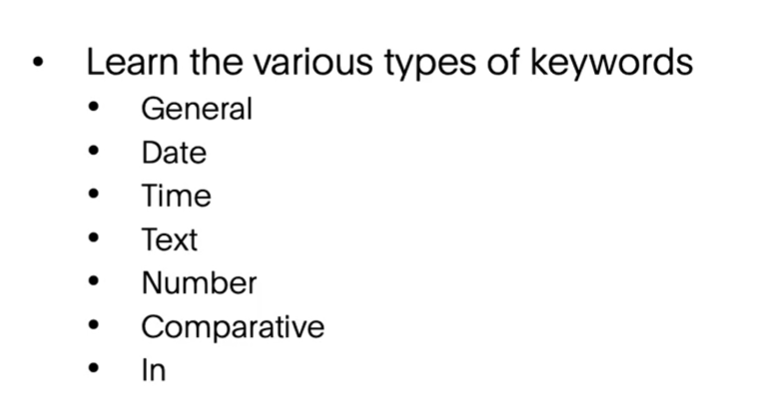 • Learn the various types of keywords
• General
• Date
• Time
• Text
• Number
• Comparative
• In